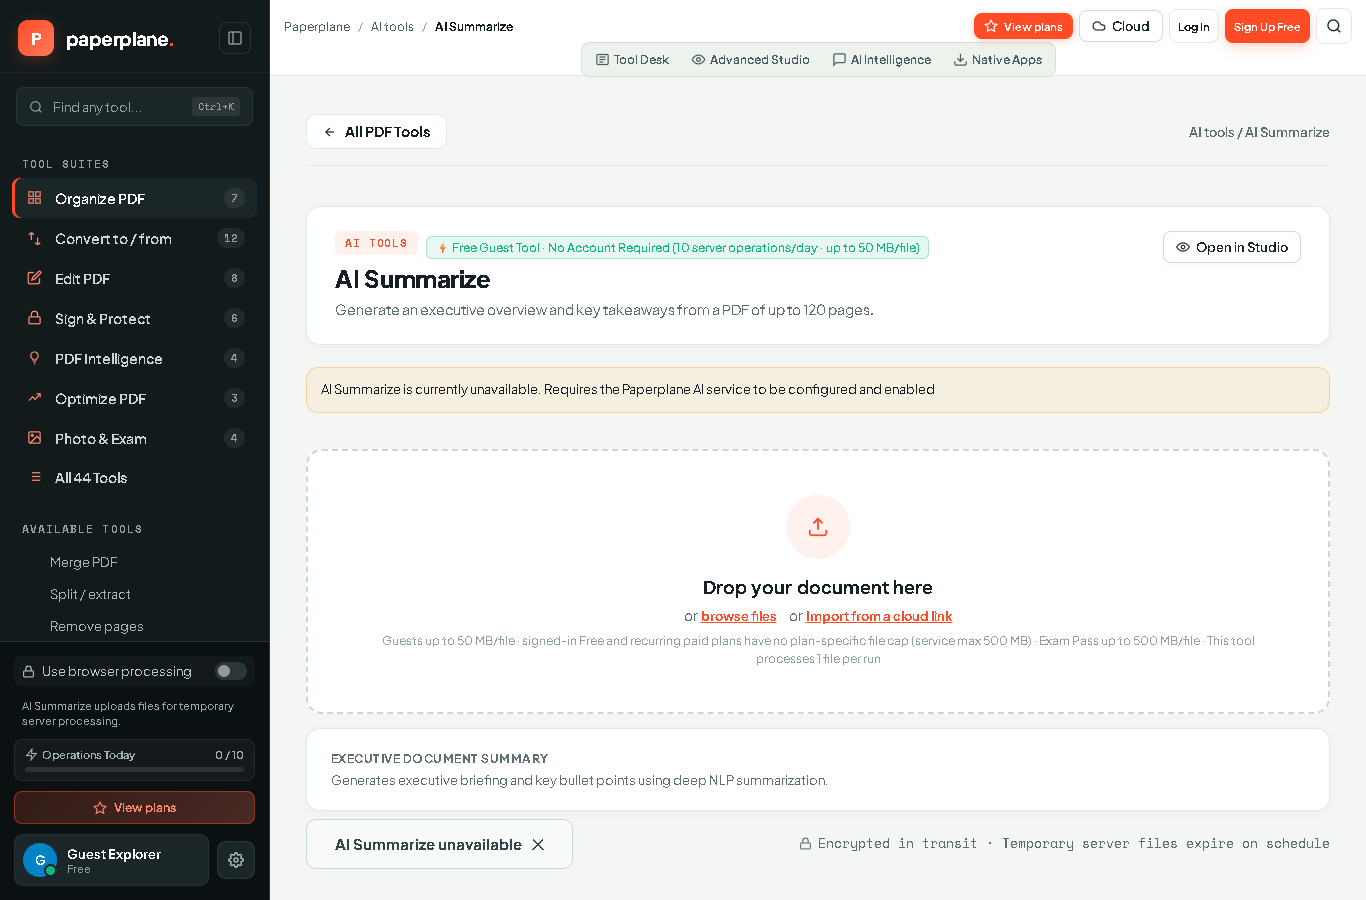 P paperplane.
Find any tool... Ctrl+K
TOOL SUITES
Organize PDF 7
Convert to / from 12
Edit PDF 8
Sign & Protect 6
PDF Intelligence 4
Optimize PDF 3
Photo & Exam 4
All 44 Tools
AVAILABLE TOOLS
Merge PDF
Split / extract
Remove pages
Use browser processing
AI Summarize uploads files for temporary
server processing.
Operations Today 0 / 10
View plans
G Guest Explorer
Free
Paperplane / AI tools / AI Summarize
View plans Cloud Log In Sign Up Free
Tool Desk Advanced Studio AI Intelligence Native Apps
All PDF Tools
AI tools / AI Summarize
AI TOOLS Free Guest Tool · No Account Required (10 server operations/day · up to 50 MB/file)
Open in Studio
AI Summarize
Generate an executive overview and key takeaways from a PDF of up to 120 pages.
AI Summarize is currently unavailable. Requires the Paperplane AI service to be configured and enabled
Drop your document here
or browse files or Import from a cloud link
Guests up to 50 MB/file · signed-in Free and recurring paid plans have no plan-specific file cap (service max 500 MB) · Exam Pass up to 500 MB/file · This tool
processes 1 file per run
EXECUTIVE DOCUMENT SUMMARY
Generates executive briefing and key bullet points using deep NLP summarization.
AI Summarize unavailable
Encrypted in transit · Temporary server files expire on schedule